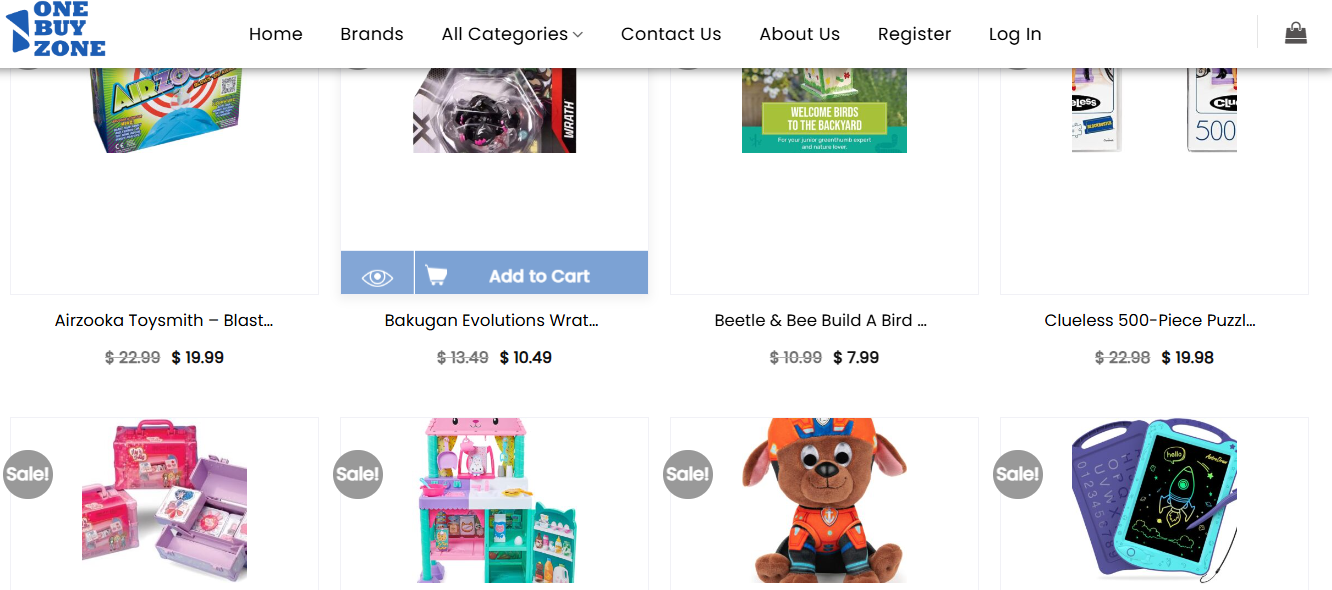 ONE
BUY
ZONE
Home
Brands
All Categories
Contact Us
About Us
Register
Log In
AIRZOOKA
WRATH
WELCOME BIRDS
TO THE BACKYARD
For your junior greenthumb expert
and nature lover.
BLOCKBUSTER
500
Add to Cart
Airzooka Toysmith – Blast...
Bakugan Evolutions Wrat...
Beetle & Bee Build A Bird ...
Clueless 500-Piece Puzzl...
$ 22.99 $ 19.99
$ 13.49 $ 10.49
$ 10.99 $ 7.99
$ 22.98 $ 19.98
Sale!
Sale!
Sale!
Sale!
hello